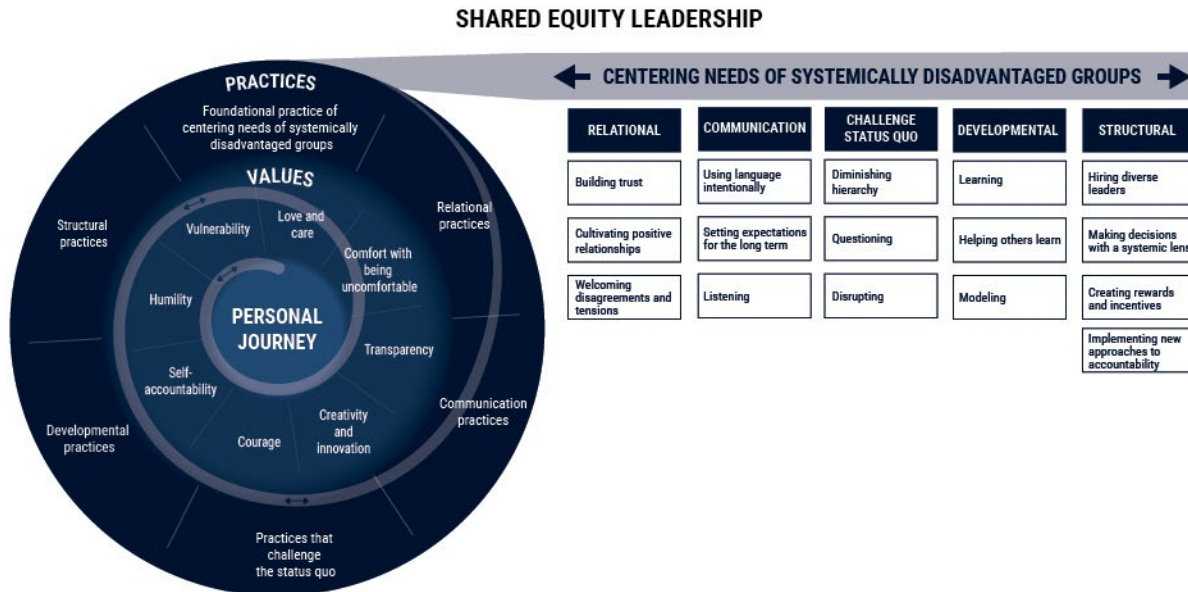 SHARED EQUITY LEADERSHIP
PRACTICES
Foundational practice of
centering needs of systemically
disadvantaged groups
VALUES
Love and
care
Vulnerability
Comfort with
being
uncomfortable
Humility
PERSONAL
JOURNEY
Transparency
Self-
accountability
Creativity
and
innovation
Courage
Structural
practices
Relational
practices
Developmental
practices
Communication
practices
Practices that
challenge
the status quo
CENTERING NEEDS OF SYSTEMICALLY DISADVANTAGED GROUPS
RELATIONAL
Building trust
Cultivating positive
relationships
Welcoming
disagreements and
tensions
COMMUNICATION
Using language
intentionally
Setting expectations
for the long term
Listening
CHALLENGE
STATUS QUO
Diminishing
hierarchy
Questioning
Disrupting
DEVELOPMENTAL
Learning
Helping others learn
Modeling
STRUCTURAL
Hiring diverse
leaders
Making decisions
with a systemic lens
Creating rewards
and incentives
Implementing new
approaches to
accountability